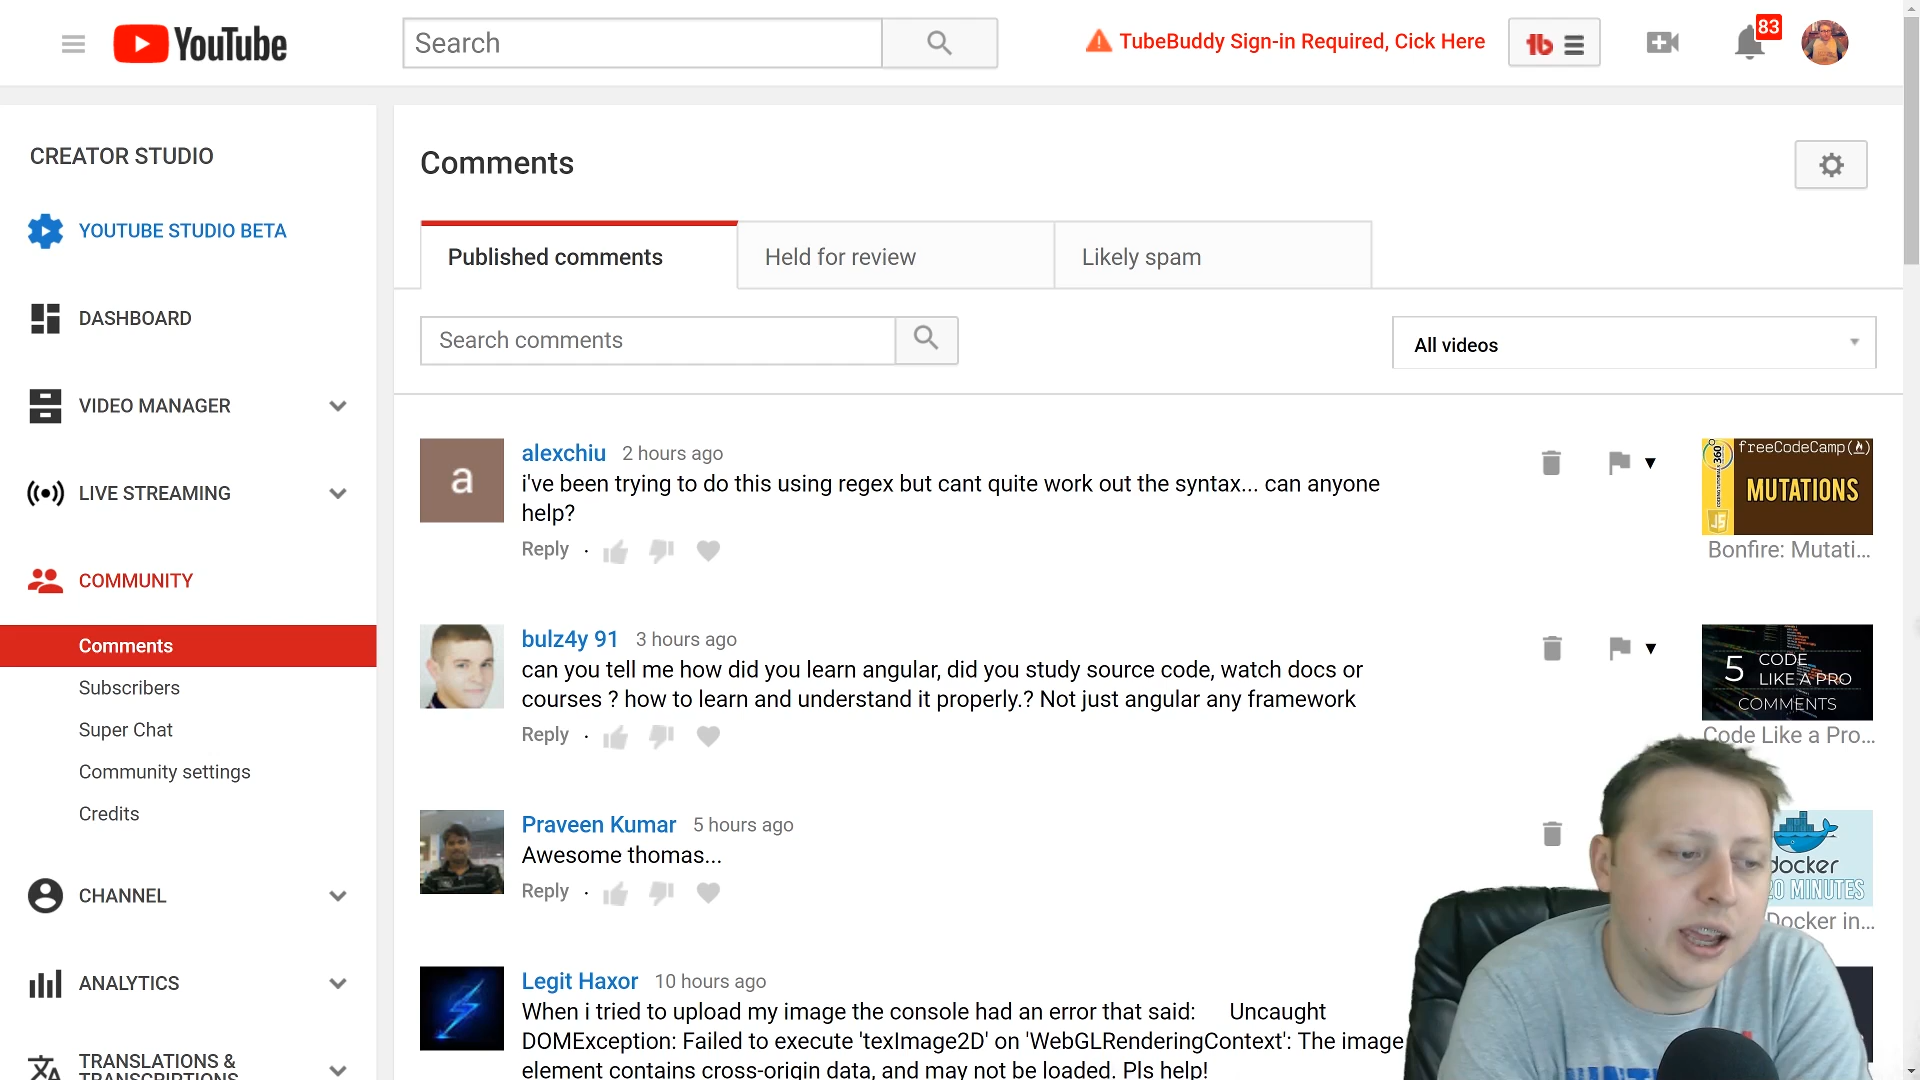 YouTube
Search
TubeBuddy Sign-in Required, Cick Here
83
CREATOR STUDIO
YOUTUBE STUDIO BETA
DASHBOARD
VIDEO MANAGER
LIVE STREAMING
COMMUNITY
Comments
Subscribers
Super Chat
Community settings
Credits
CHANNEL
ANALYTICS
TRANSLATIONS &
TRANSCRIPTIONS
Comments
Published comments
Held for review
Likely spam
Search comments
All videos
a
alexchiu 2 hours ago
i've been trying to do this using regex but cant quite work out the syntax... can anyone
help?
Reply
freeCodeCamp
360
JS
MUTATIONS
Bonfire: Mutati...
bulz4y 91 3 hours ago
can you tell me how did you learn angular, did you study source code, watch docs or
courses ? how to learn and understand it properly.? Not just angular any framework
Reply
5 CODE
LIKE A PRO
COMMENTS
Code Like a Pro...
Praveen Kumar 5 hours ago
Awesome thomas...
Reply
docker
20 MINUTES
Docker in...
Legit Haxor 10 hours ago
When i tried to upload my image the console had an error that said: Uncaught
DOMException: Failed to execute 'texImage2D' on 'WebGLRenderingContext': The image
element contains cross-origin data, and may not be loaded. Pls help!